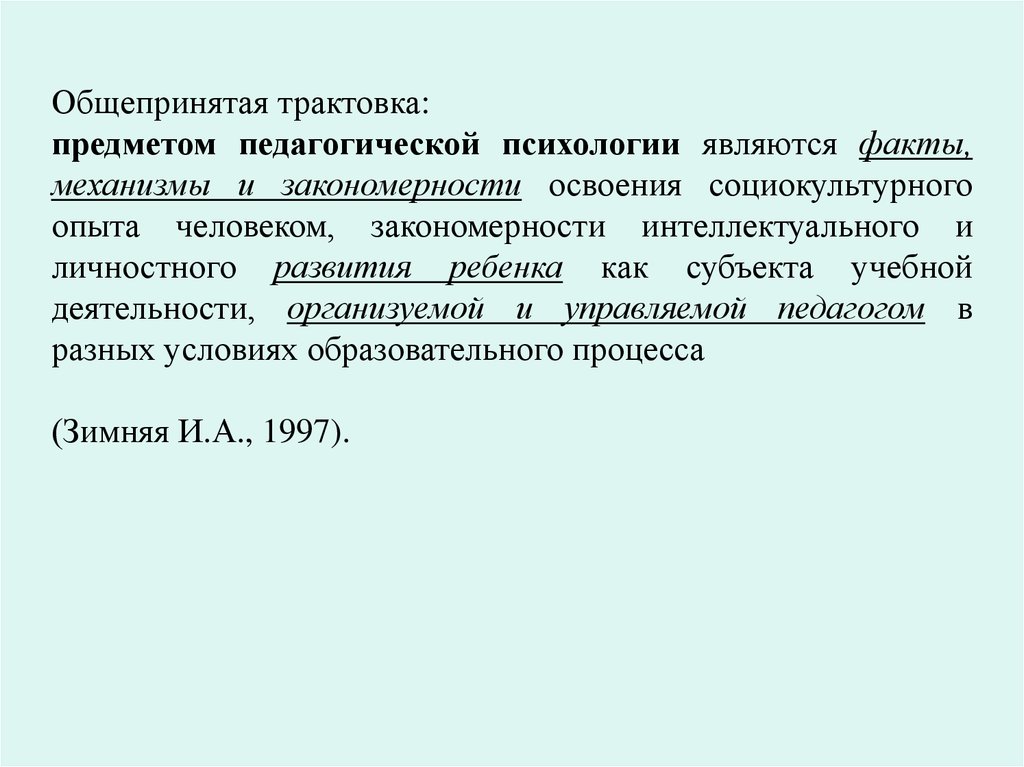 Общепринятая трактовка:
предметом педагогической психологии являются факты,
механизмы и закономерности освоения социокультурного
опыта человеком, закономерности интеллектуального и
личностного развития ребенка как субъекта учебной
деятельности, организуемой и управляемой педагогом в
разных условиях образовательного процесса
(Зимняя И.А., 1997).